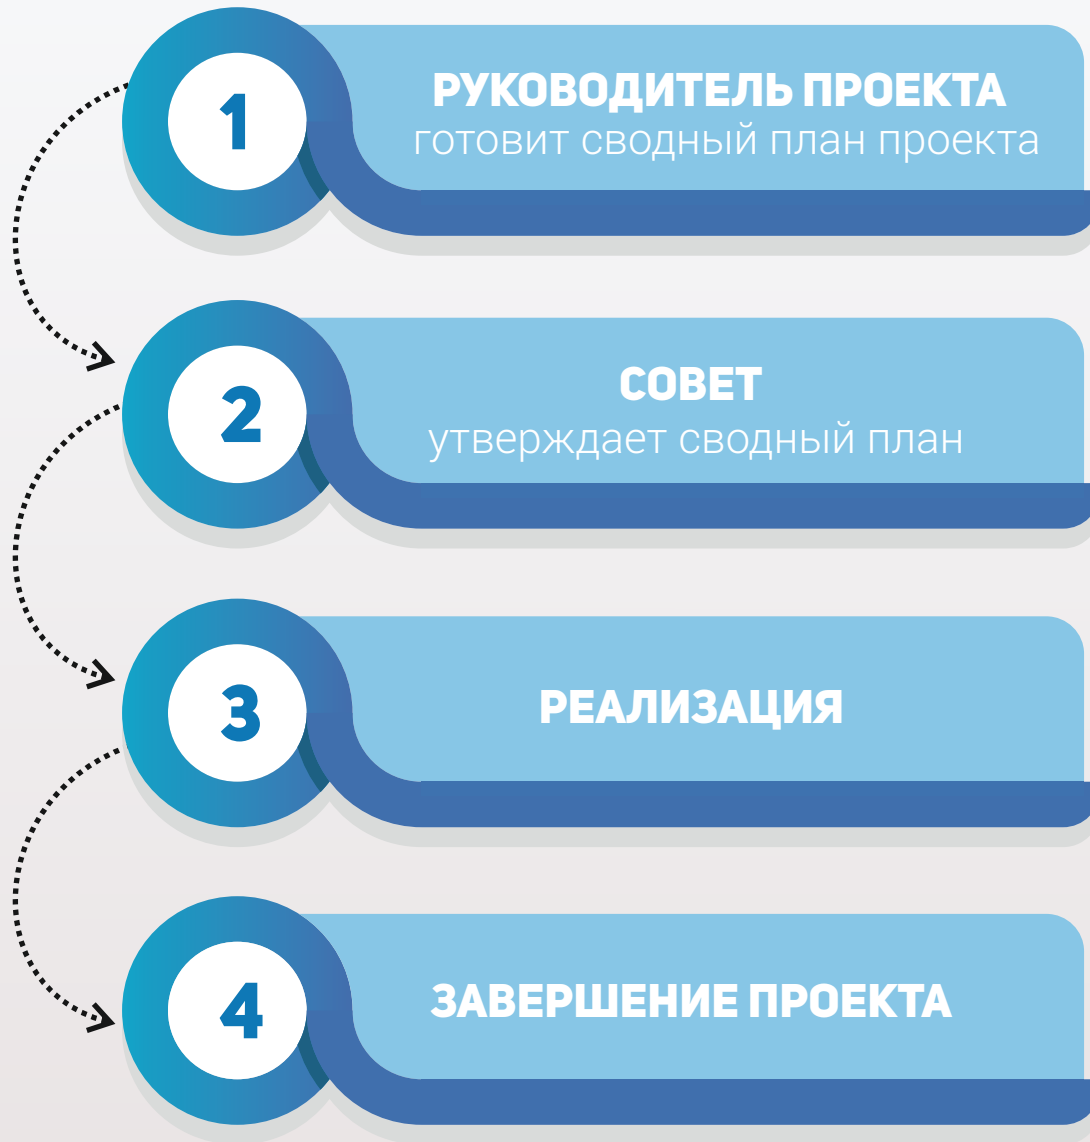 1
РУКОВОДИТЕЛЬ ПРОЕКТА
готовит сводный план проекта
2
СОВЕТ
утверждает сводный план
3
РЕАЛИЗАЦИЯ
4
ЗАВЕРШЕНИЕ ПРОЕКТА